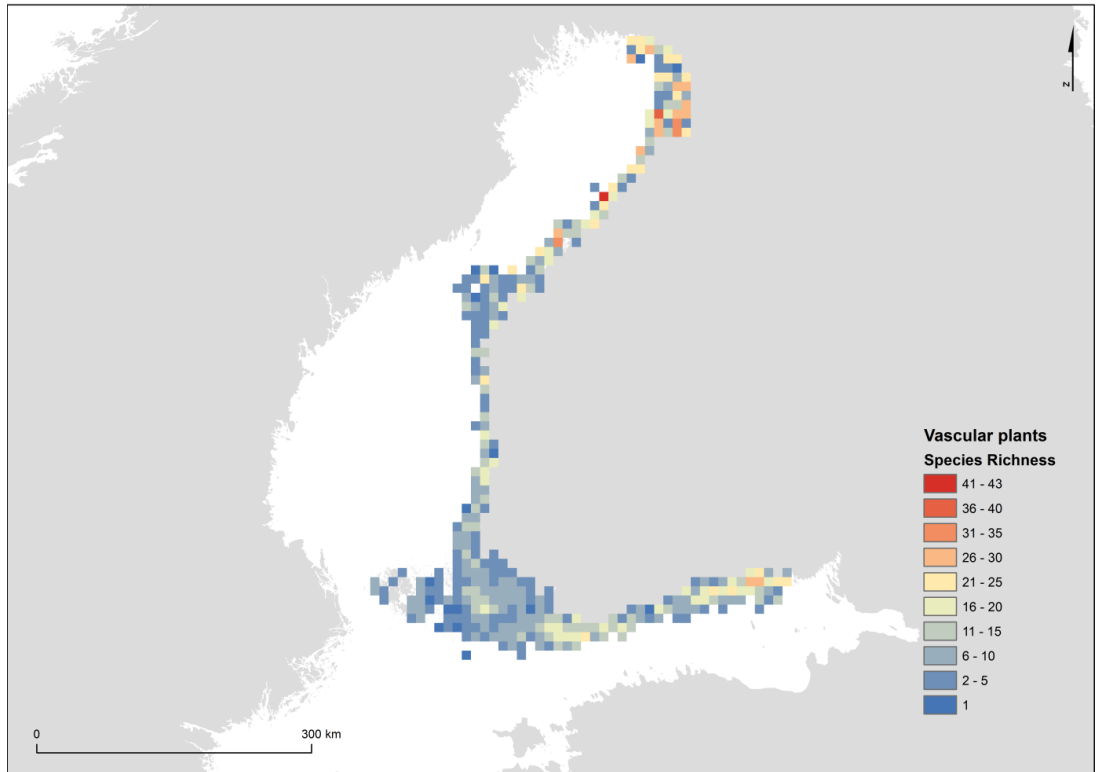 N
Vascular plants
Species Richness
41 - 43
36 - 40
31 - 35
26 - 30
21 - 25
16 - 20
11 - 15
6 - 10
2 - 5
1
0 300 km